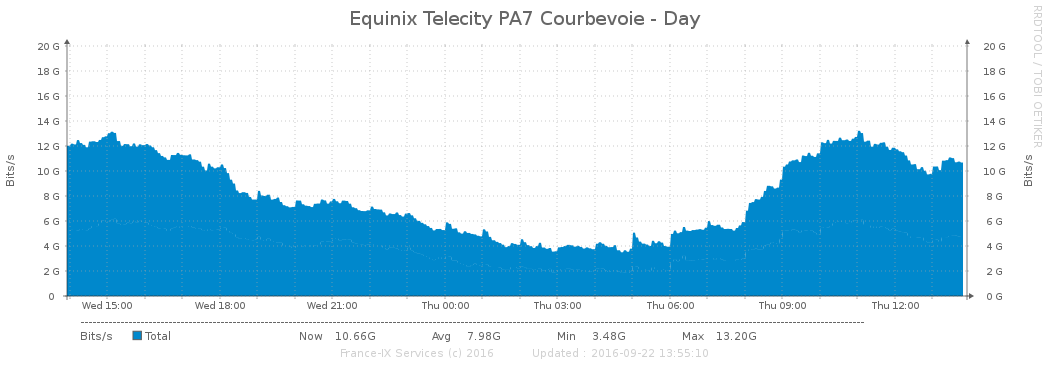 Equinix Telecity PA7 Courbevoie - Day
RRDTOOL / TOBI OETIKER
Bits/s
20 G
18 G
16 G
14 G
12 G
10 G
8 G
6 G
4 G
2 G
0
20 G
18 G
16 G
14 G
12 G
10 G
8 G
6 G
4 G
2 G
0 G
Bits/s
Wed 15:00 Wed 18:00 Wed 21:00 Thu 00:00 Thu 03:00 Thu 06:00 Thu 09:00 Thu 12:00
Bits/s Total Now 10.66G Avg 7.98G Min 3.48G Max 13.20G
France-IX Services (c) 2016 Updated : 2016-09-22 13:55:10